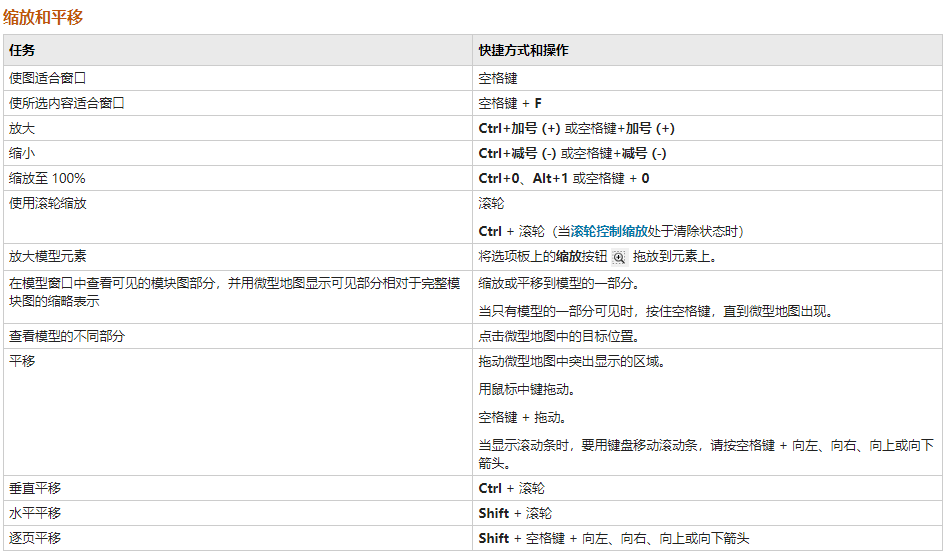 缩放和平移
任务 快捷方式和操作
使图适合窗口 空格键
使所选内容适合窗口 空格键 + F
放大 Ctrl+加号 (+) 或空格键+加号 (+)
缩小 Ctrl+减号 (-) 或空格键+减号 (-)
缩放至 100% Ctrl+0、Alt+1 或空格键 + 0
使用滚轮缩放 滚轮
Ctrl + 滚轮（当滚轮控制缩放处于清除状态时）
放大模型元素 将选项板上的缩放按钮 拖放到元素上。
在模型窗口中查看可见的模块图部分，并用微型地图显示可见部分相对于完整模
块图的缩略表示
缩放或平移到模型的一部分。
当只有模型的一部分可见时，按住空格键，直到微型地图出现。
查看模型的不同部分 点击微型地图中的目标位置。
平移 拖动微型地图中突出显示的区域。
用鼠标中键拖动。
空格键 + 拖动。
当显示滚动条时，要用键盘移动滚动条，请按空格键 + 向左、向右、向上或向下
箭头。
垂直平移 Ctrl + 滚轮
水平平移 Shift + 滚轮
逐页平移 Shift + 空格键 + 向左、向右、向上或向下箭头